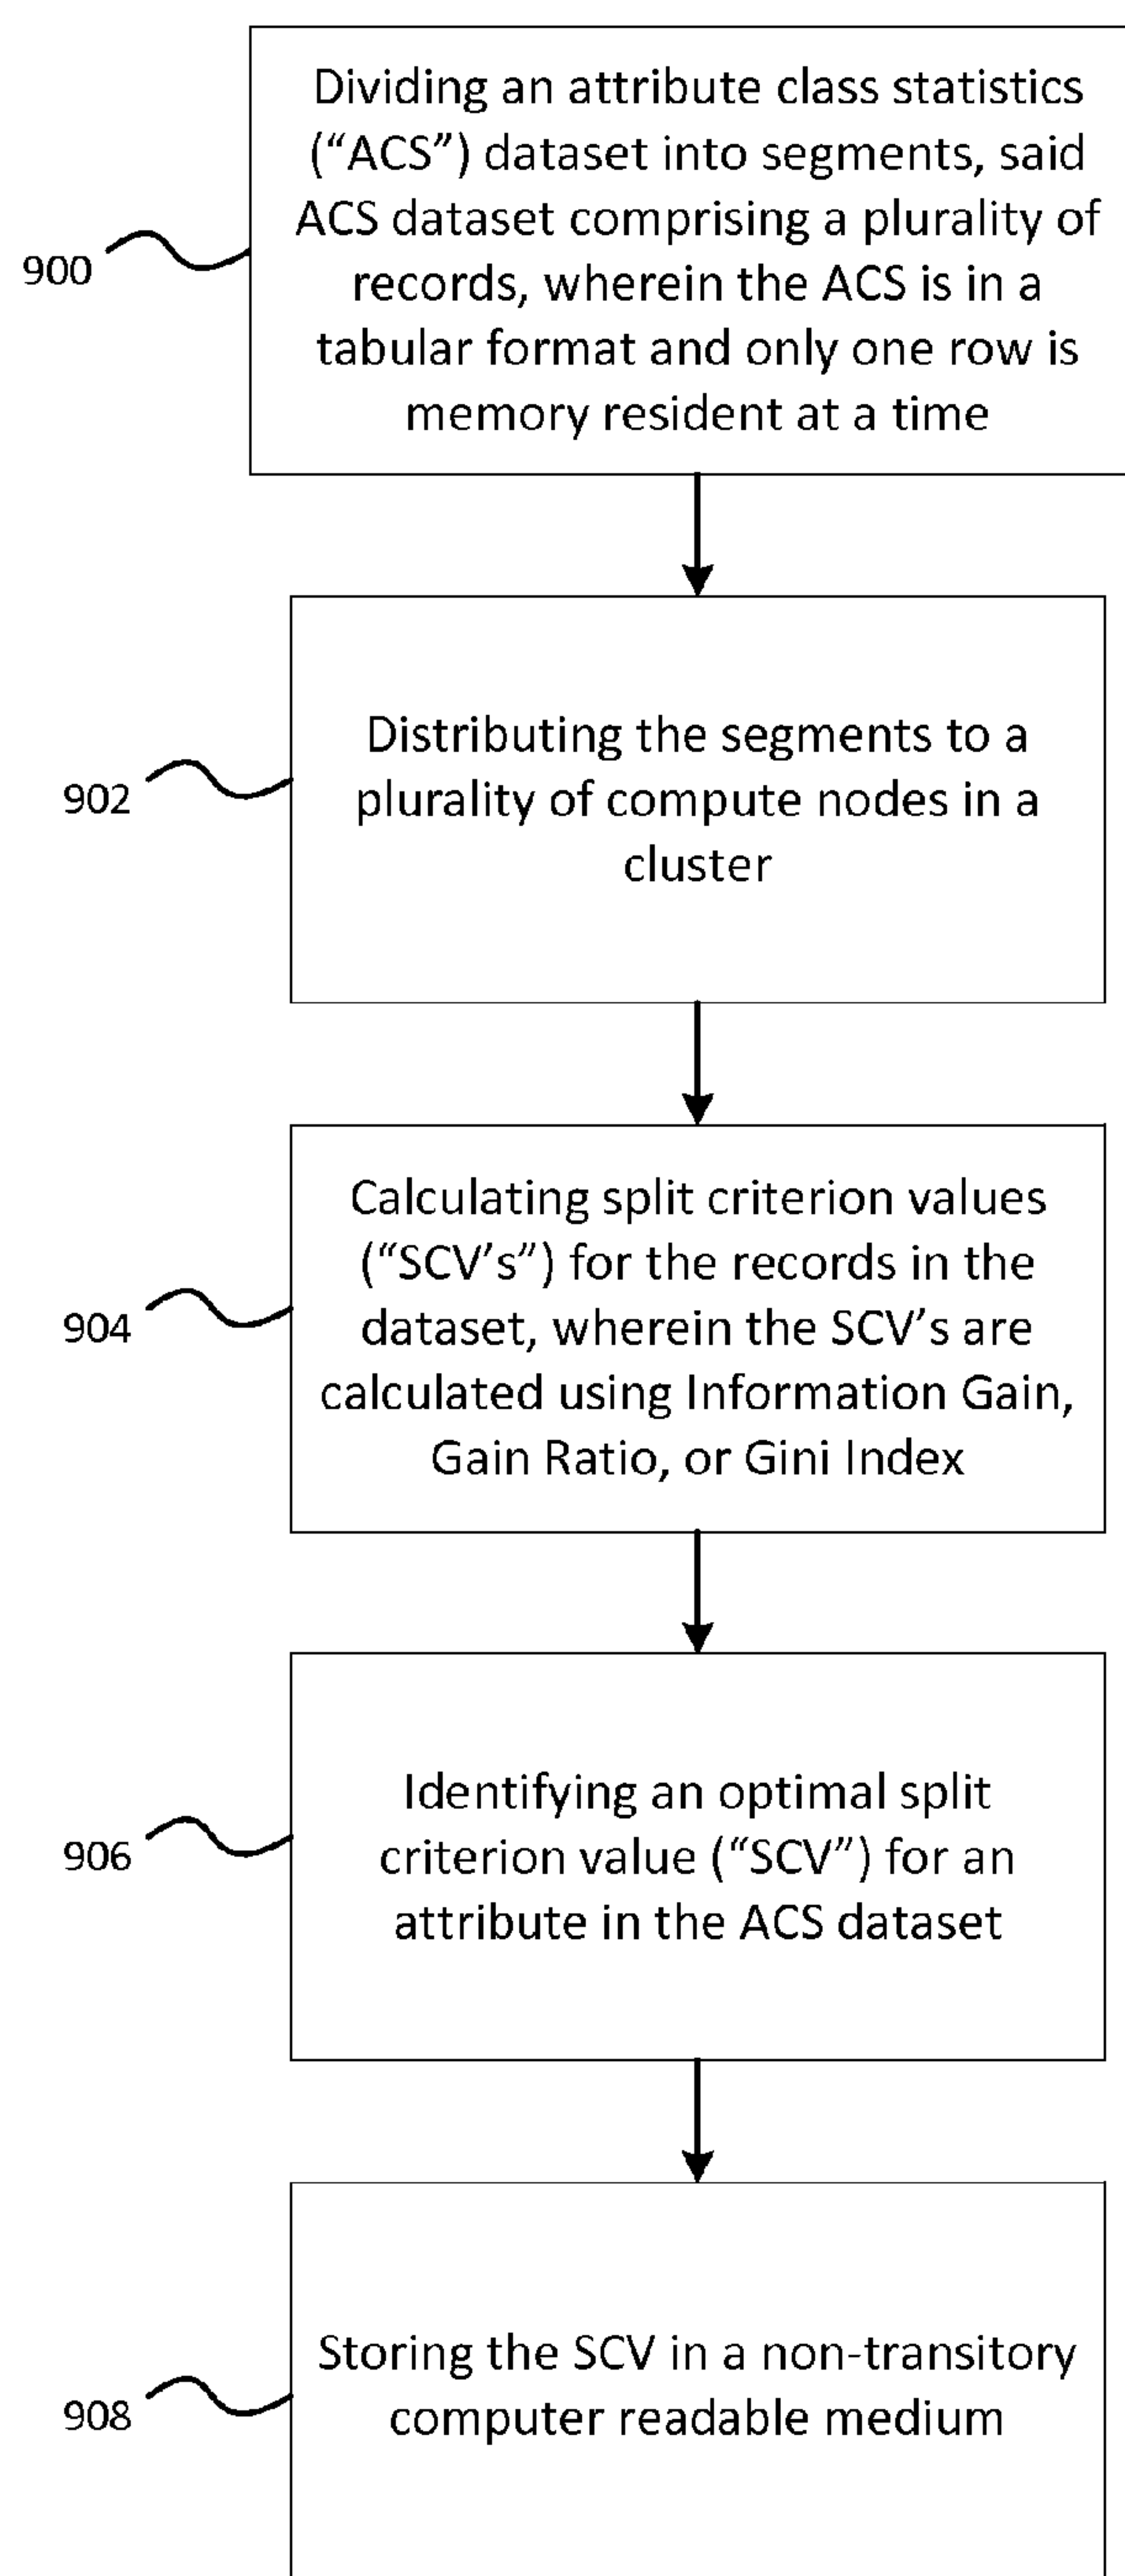 Dividing an attribute class statistics
(“ACS”) dataset into segments, said
ACS dataset comprising a plurality of
records, wherein the ACS is in a
tabular format and only one row is
memory resident at a time
900
Distributing the segments to a
plurality of compute nodes in a
cluster
902
Calculating split criterion values
(“SCV’s”) for the records in the
dataset, wherein the SCV’s are
calculated using Information Gain,
Gain Ratio, or Gini Index
904
Identifying an optimal split
criterion value (“SCV”) for an
attribute in the ACS dataset
906
Storing the SCV in a non-transitory
computer readable medium
908